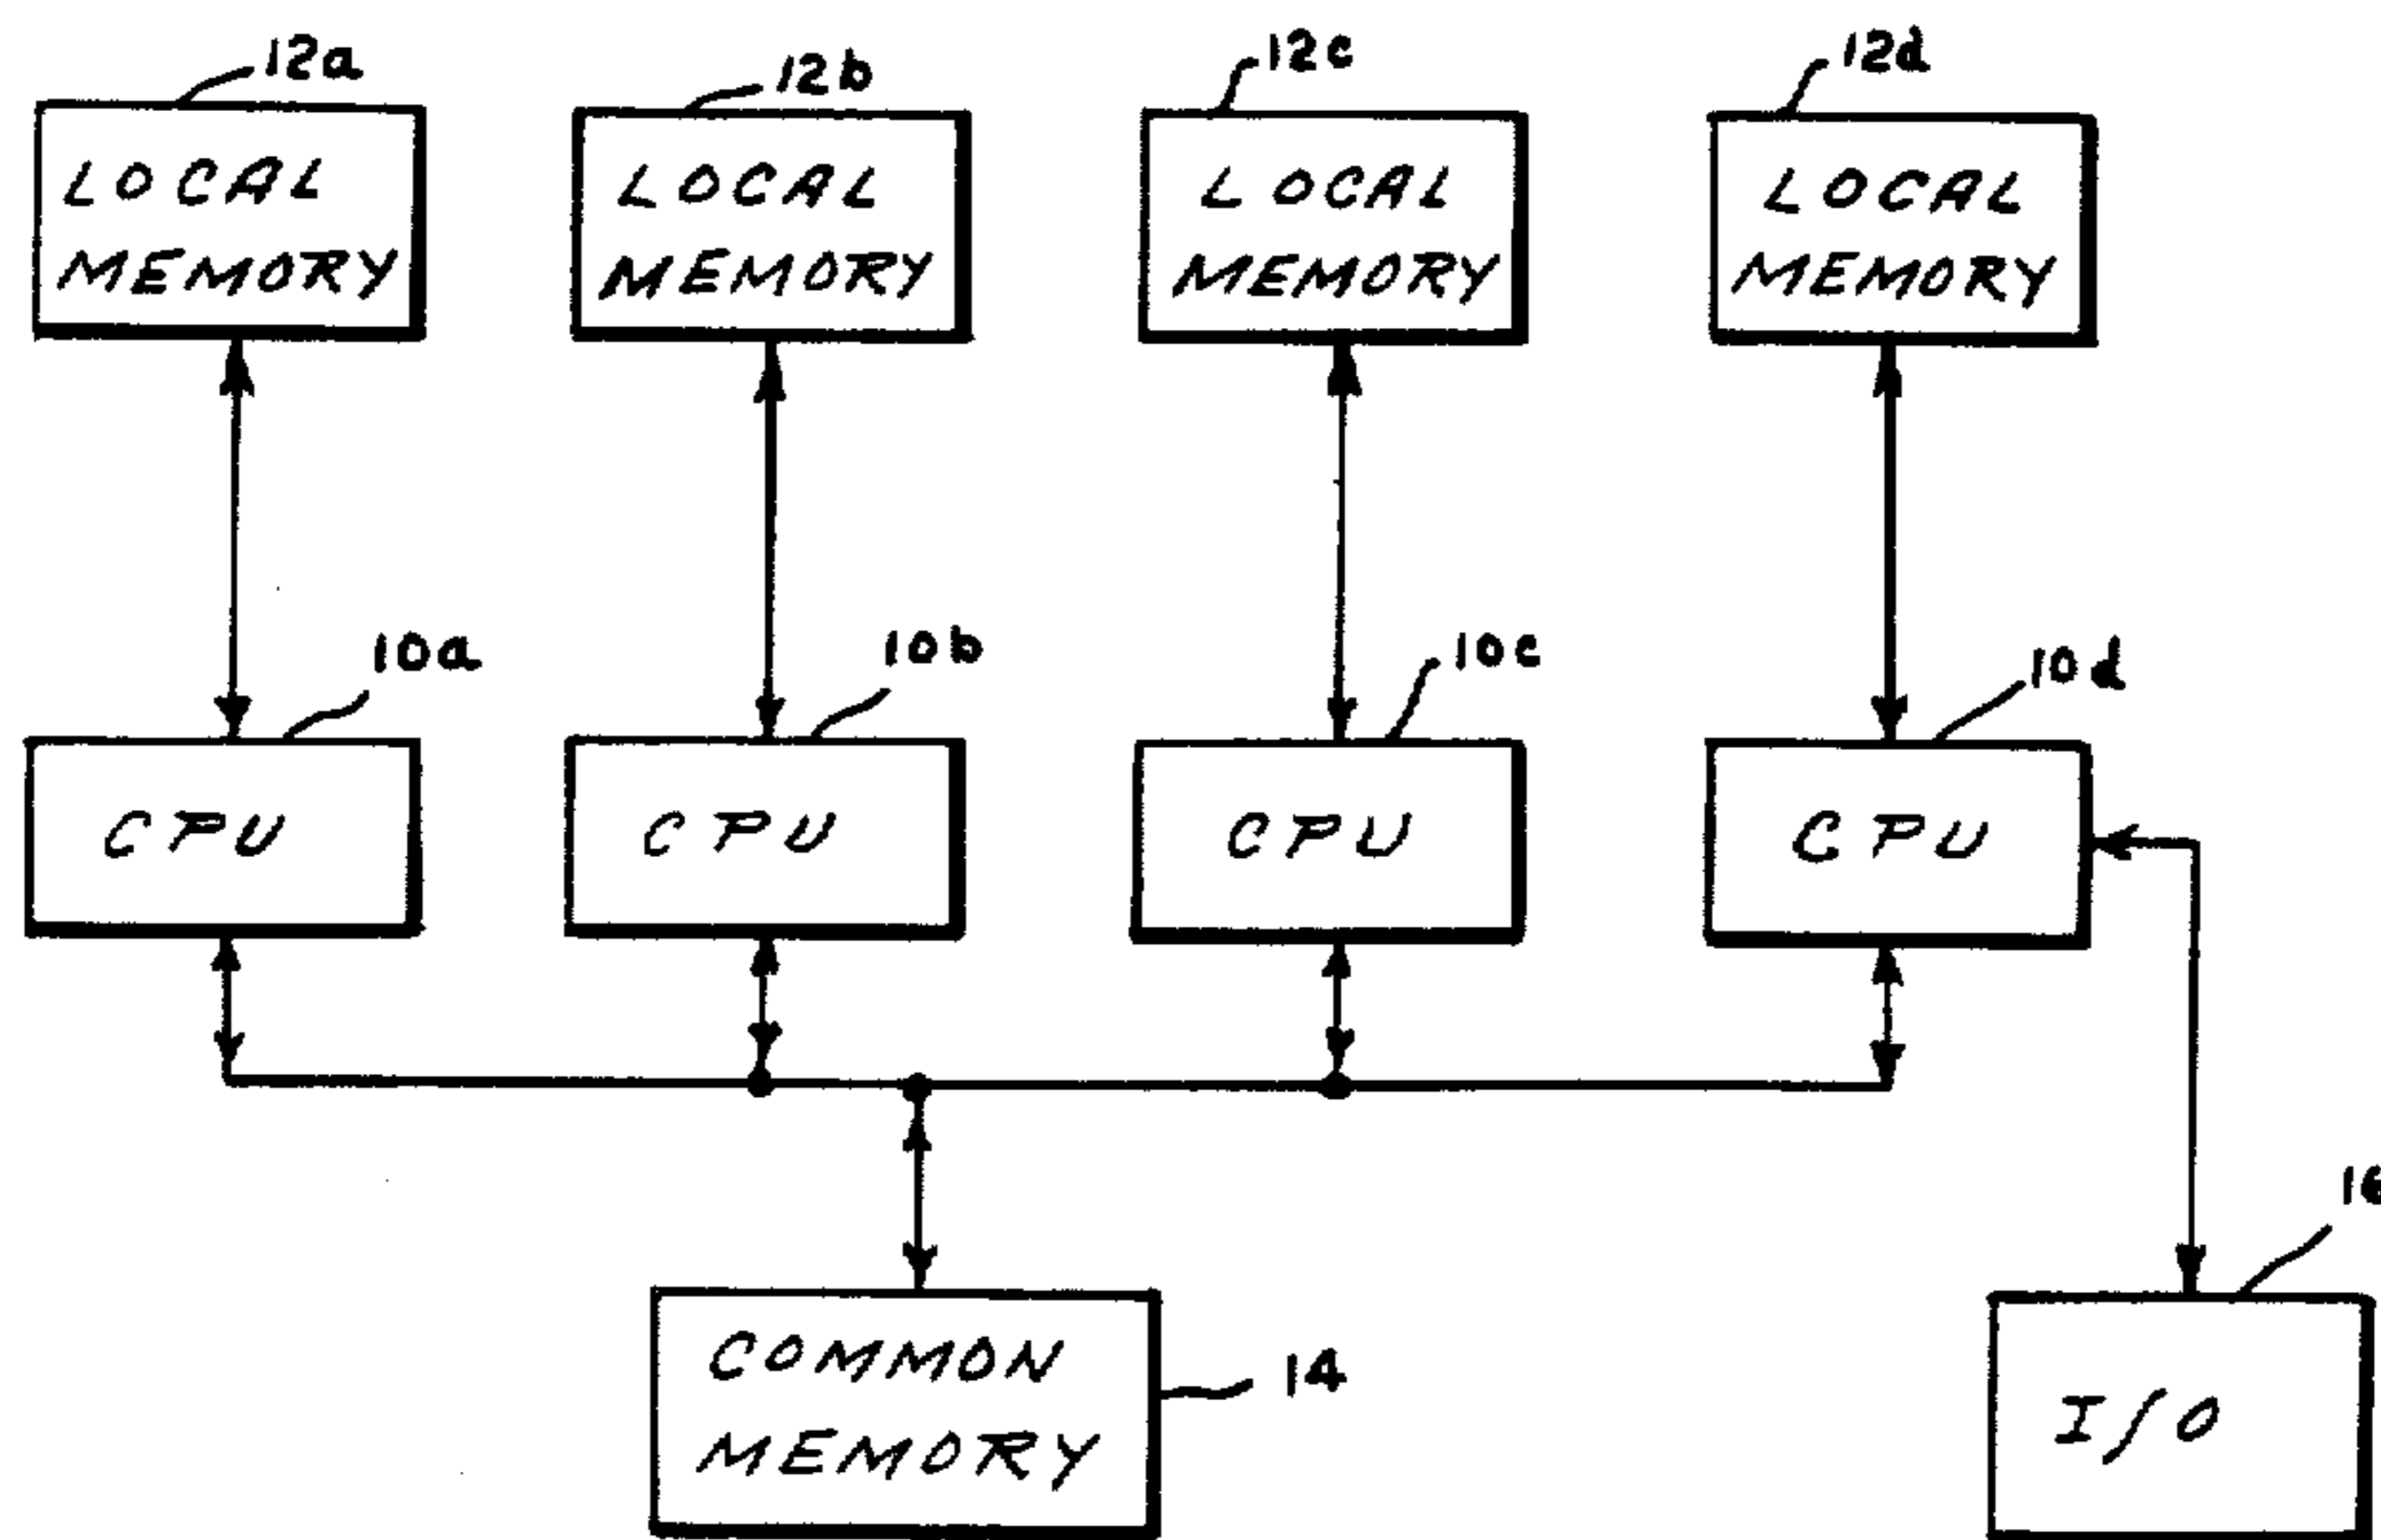 12a
12b
12c
12d
LOCAL
MEMORY
LOCAL
MEMORY
LOCAL
MEMORY
LOCAL
MEMORY
10a
10b
10c
10d
CPU
CPU
CPU
CPU
COMMON
MEMORY
14
I/O